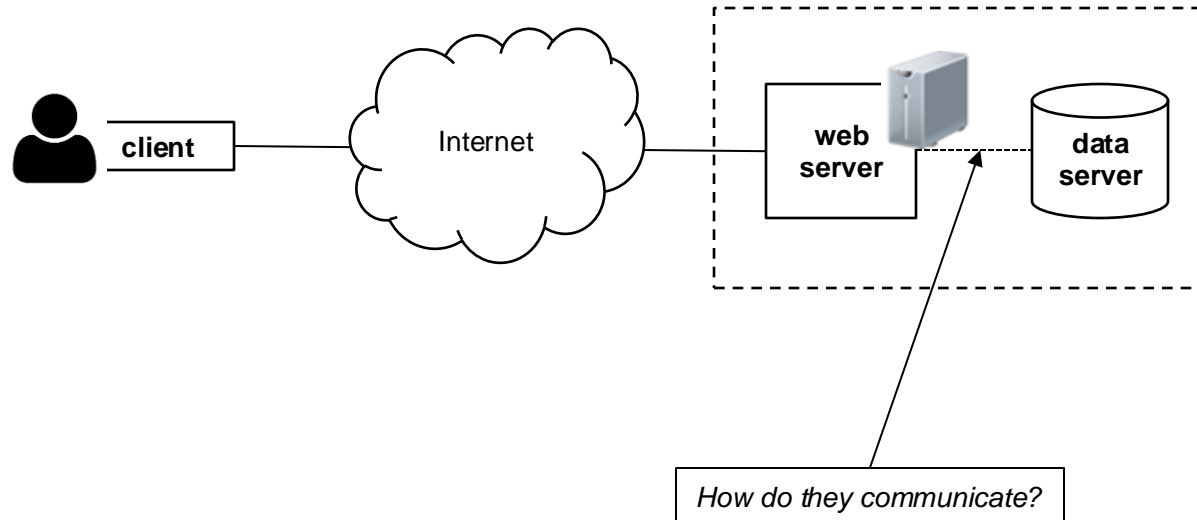 client
Internet
web
server
data
server
How do they communicate?